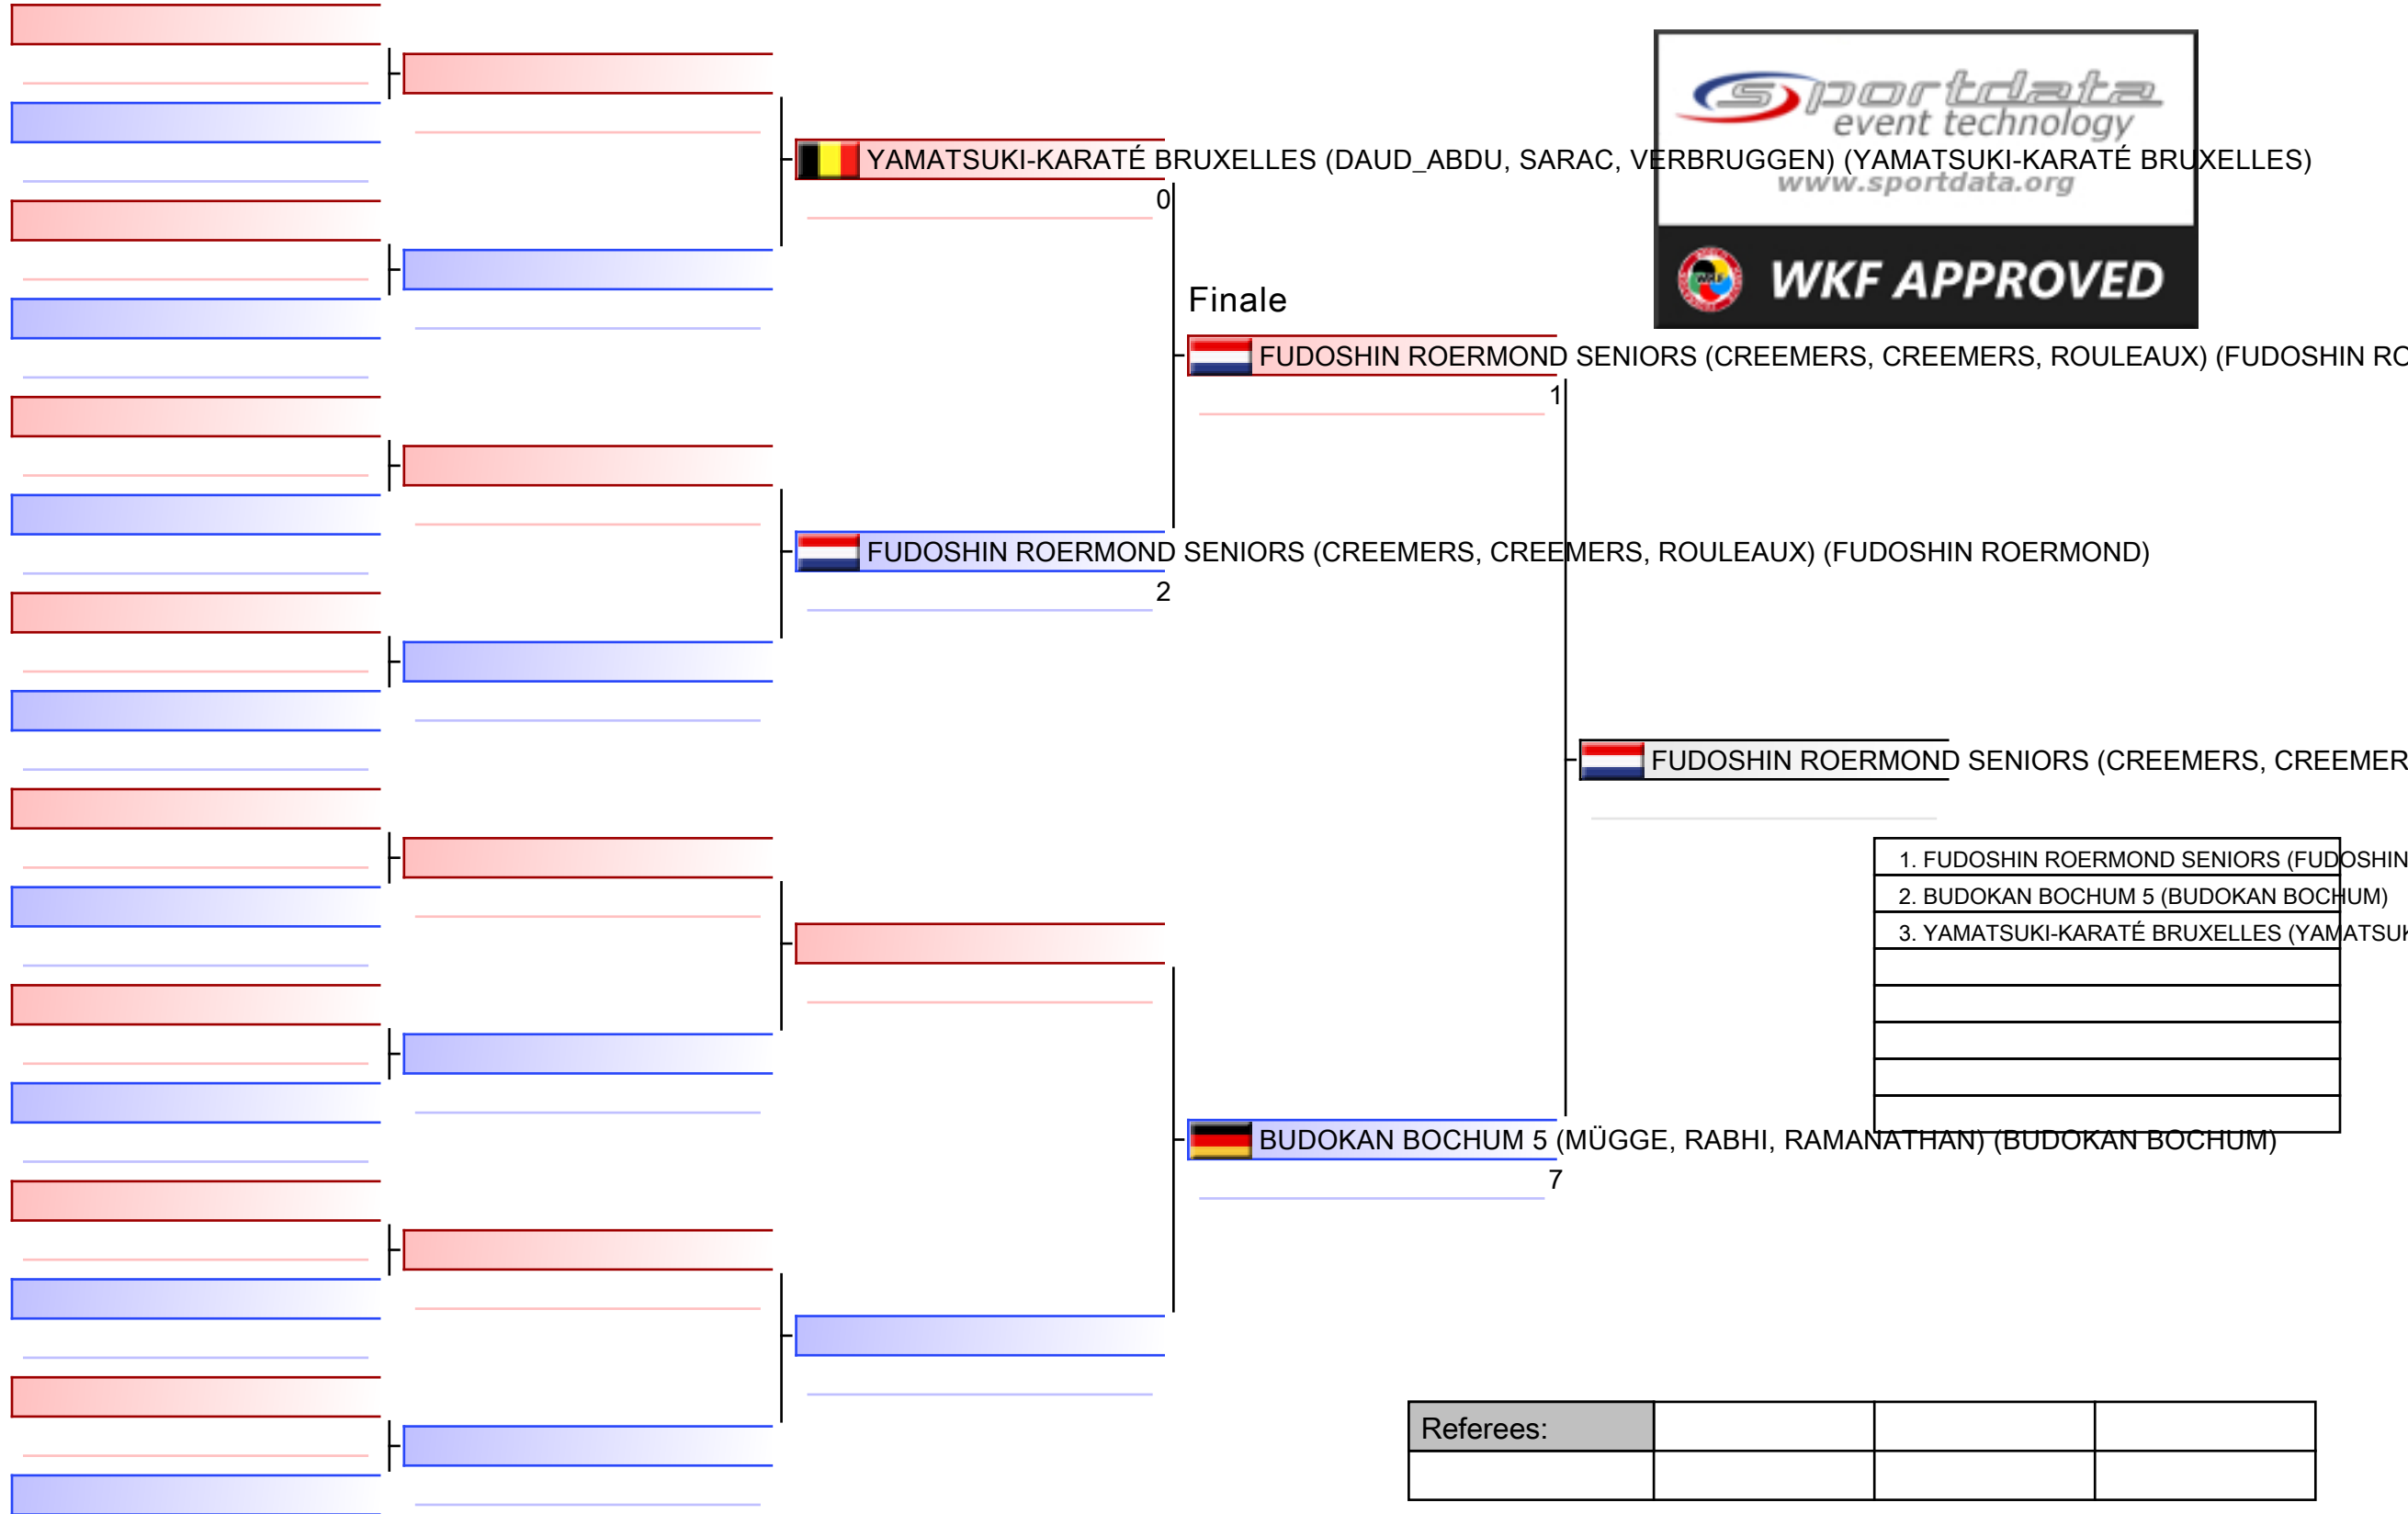 sportdata
event technology
YAMATSUKI-KARATÉ BRUXELLES (DAUD_ABDU, SARAC, VERBRUGGEN) (YAMATSUKI-KARATÉ BRUXELLES)
www.sportdata.org
0
WKF APPROVED
Finale
FUDOSHIN ROERMOND SENIORS (CREEMERS, CREEMERS, ROULEAUX) (FUDOSHIN RO
1
FUDOSHIN ROERMOND SENIORS (CREEMERS, CREEMERS, ROULEAUX) (FUDOSHIN ROERMOND)
2
FUDOSHIN ROERMOND SENIORS (CREEMERS, CREEMER
1. FUDOSHIN ROERMOND SENIORS (FUDOSHIN
2. BUDOKAN BOCHUM 5 (BUDOKAN BOCHUM)
3. YAMATSUKI-KARATÉ BRUXELLES (YAMATSUK
BUDOKAN BOCHUM 5 (MÜGGE, RABHI, RAMANATHAN) (BUDOKAN BOCHUM)
7
Referees: